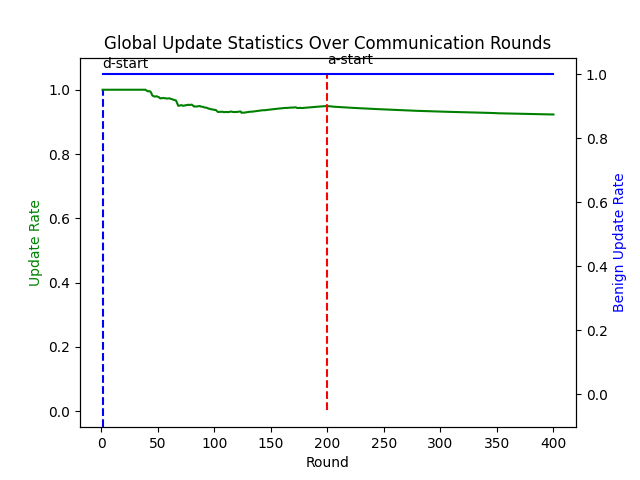 Global Update Statistics Over Communication Rounds
d-start
a-start
1.0
0.8
0.6
0.4
0.2
0.0
Update Rate
1.0
0.8
0.6
0.4
0.2
0.0
Benign Update Rate
0 50 100 150 200 250 300 350 400
Round